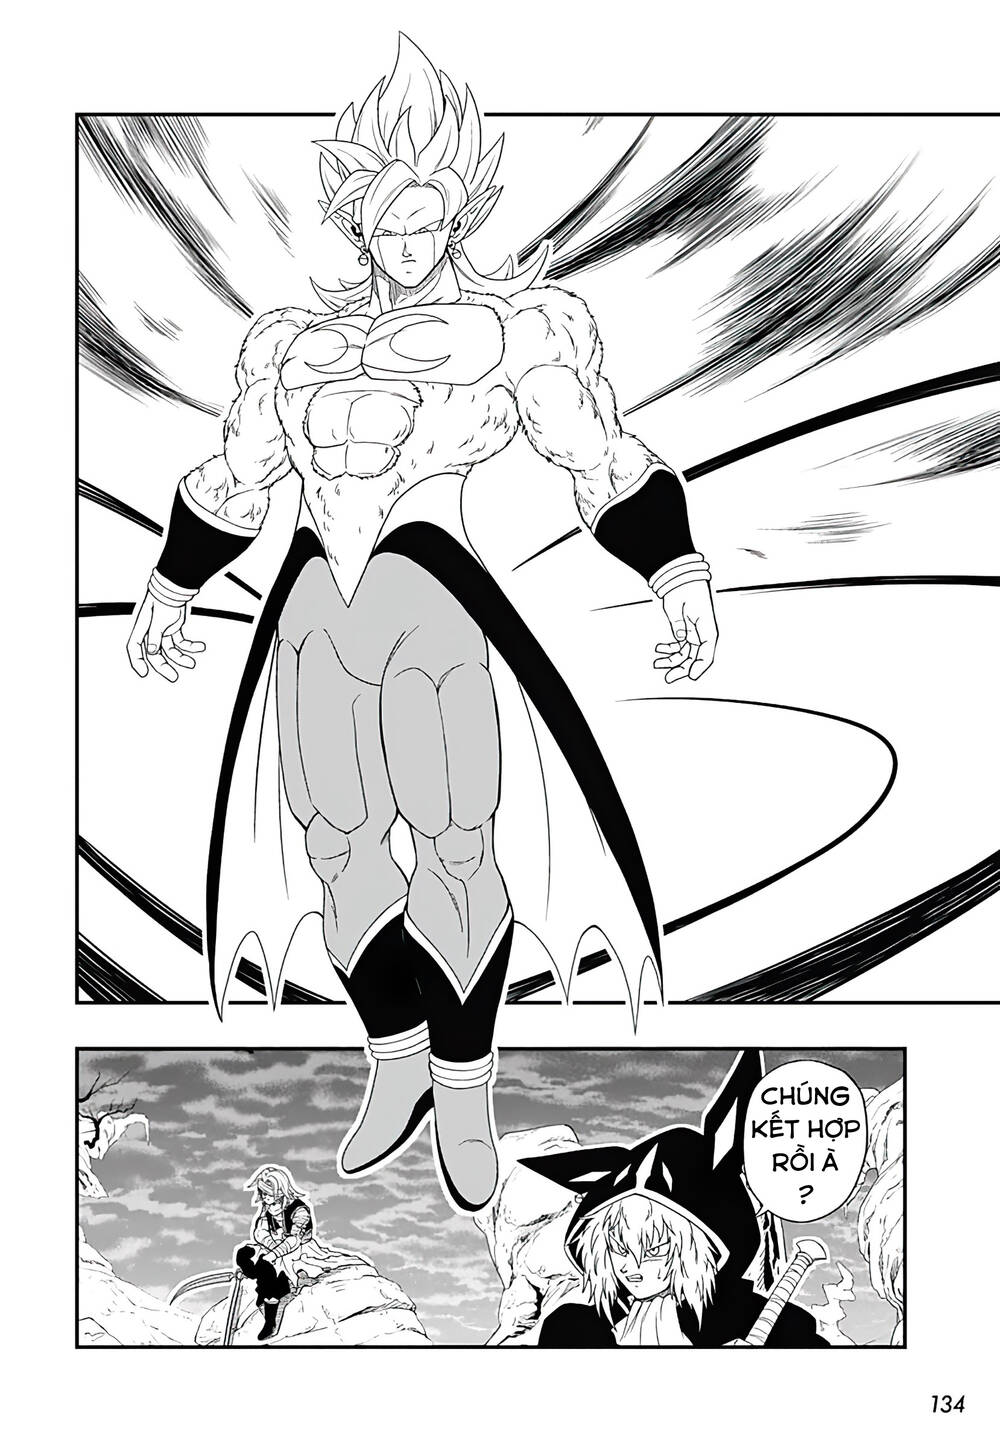 CHÚNG
KẾT HỢP
RỒI À
?
134